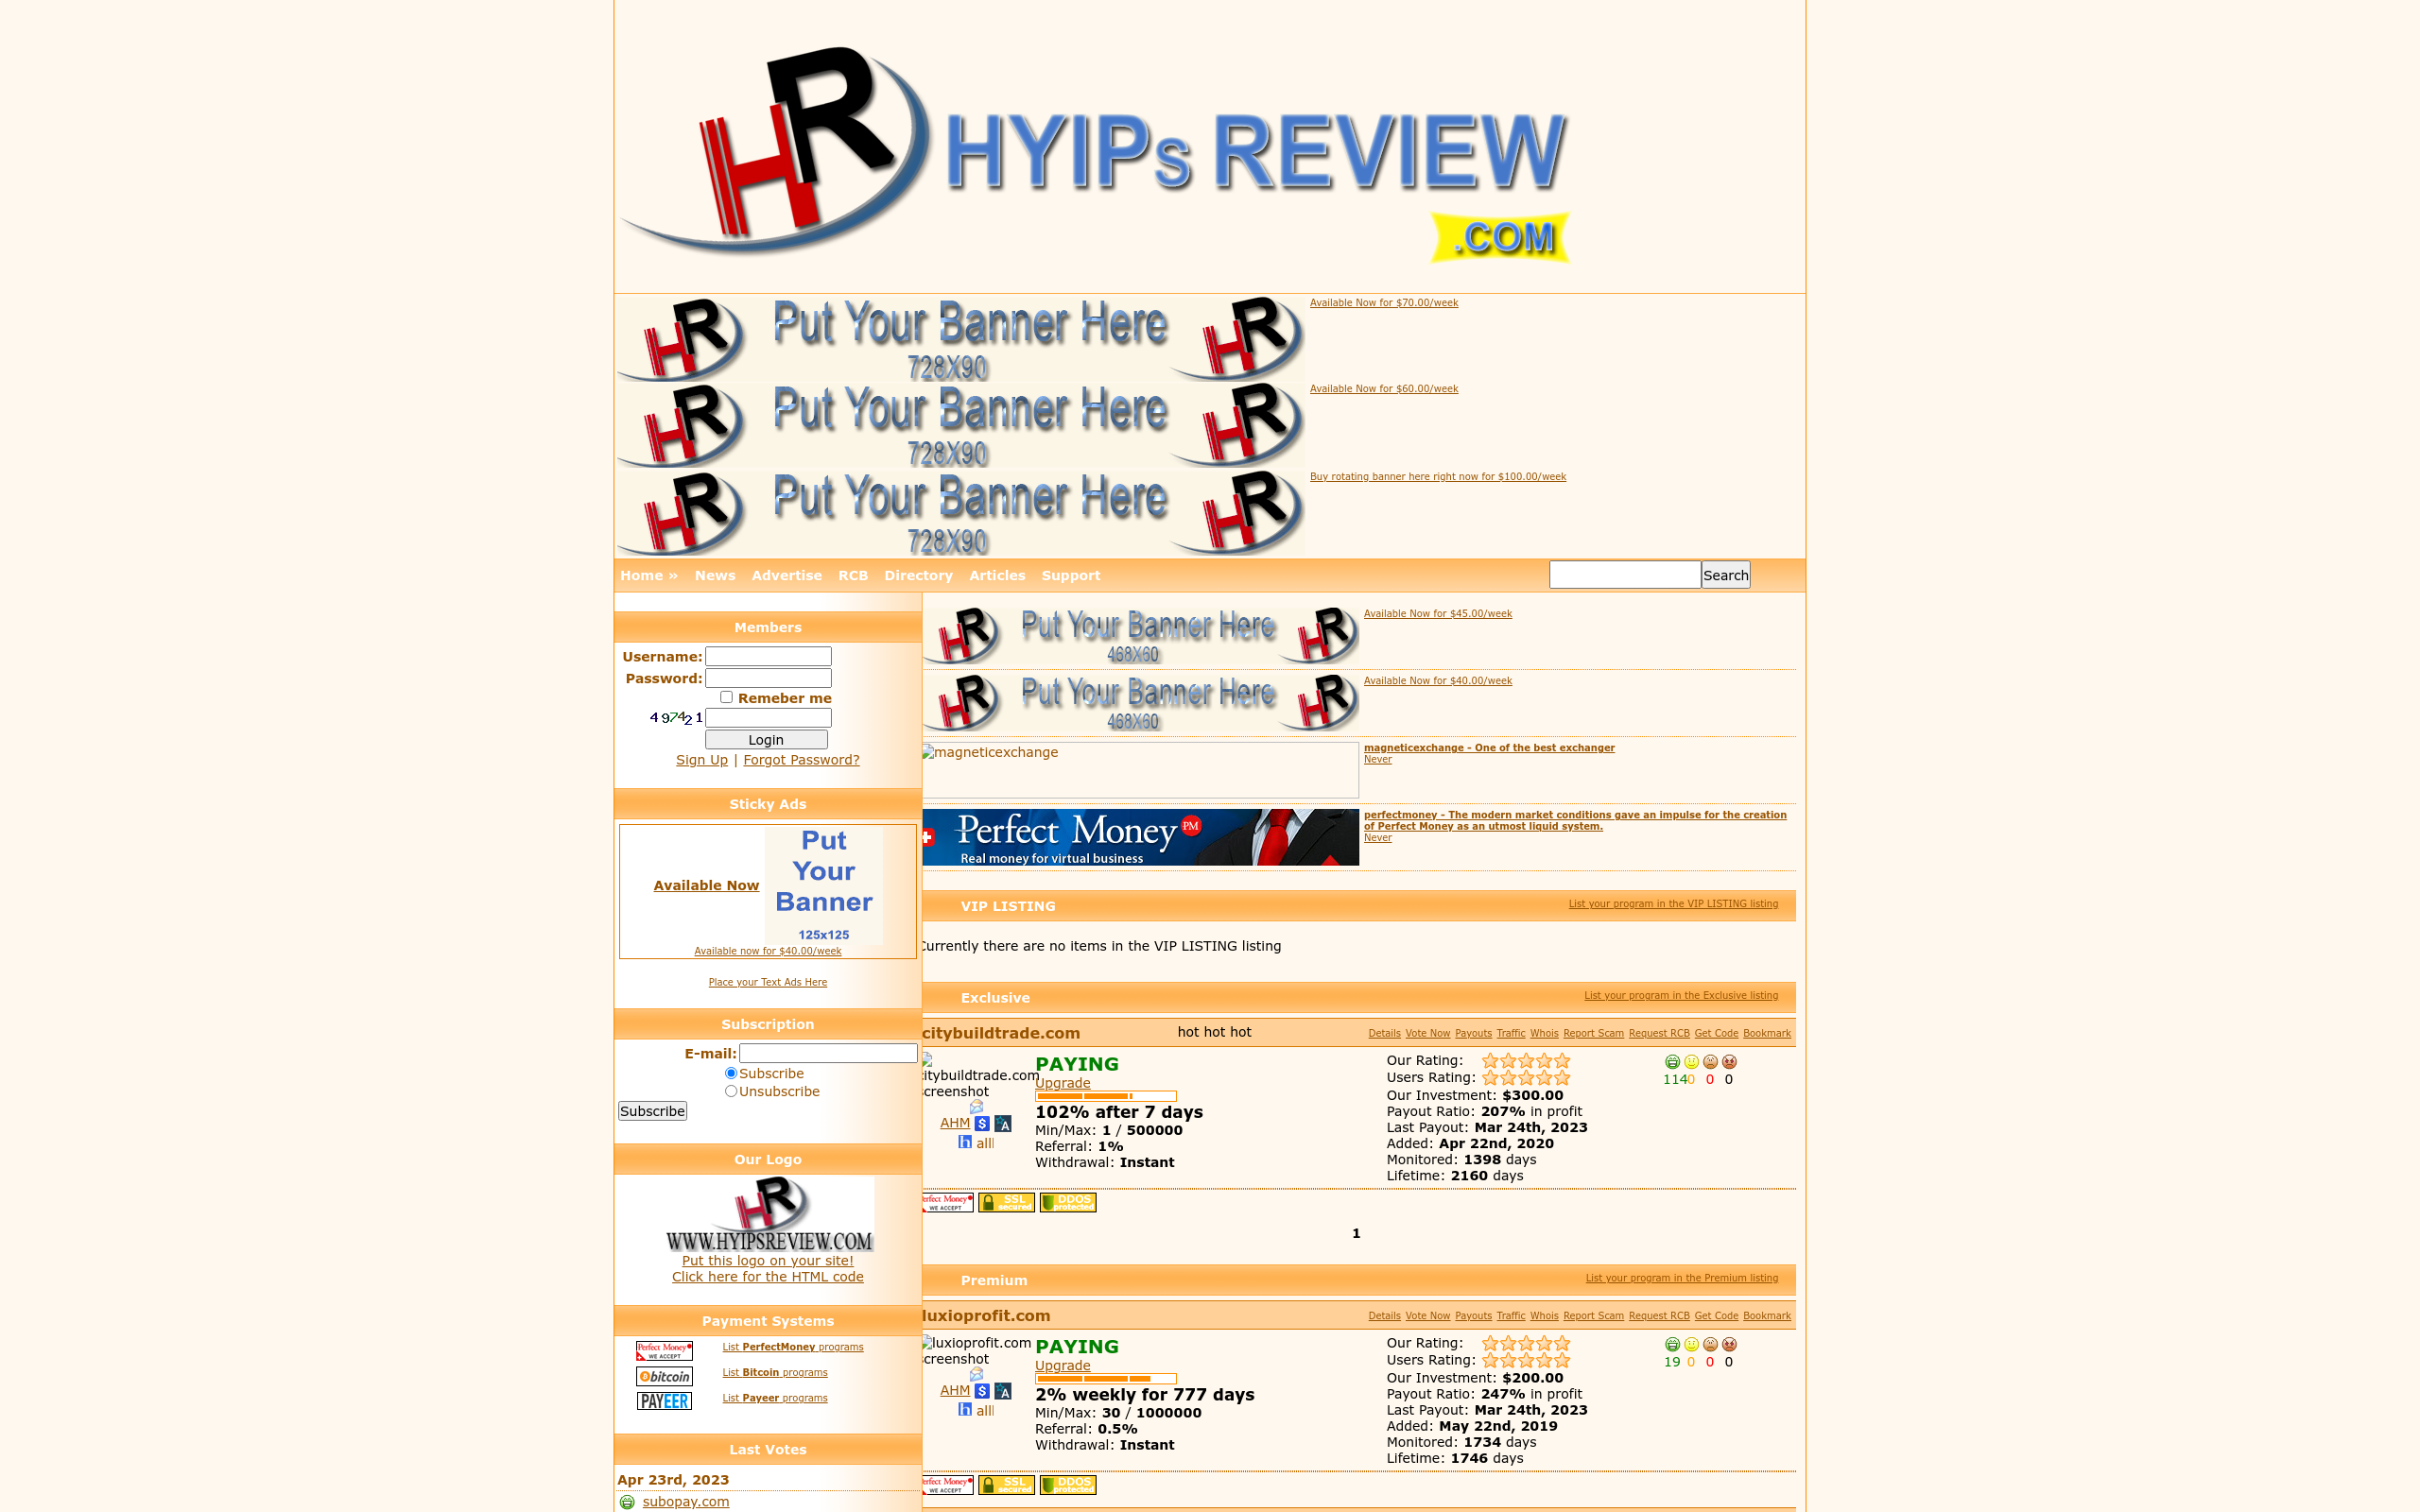 HR HYIPs REVIEW
.COM
HR Put Your Banner Here HR
728X90
Available Now for $70.00/week
HR Put Your Banner Here HR
728X90
Available Now for $60.00/week
HR Put Your Banner Here HR
728X90
Buy rotating banner here right now for $100.00/week
Home » News Advertise RCB Directory Articles Support Search
Members
Username:
Password:
Remeber me
497421
Login
Sign Up | Forgot Password?
Sticky Ads
Available Now
Put
Your
Banner
125x125
Available now for $40.00/week
Place your Text Ads Here
Subscription
E-mail:
Subscribe
Unsubscribe
Subscribe
Our Logo
HR
WWW.HYIPSREVIEW.COM
Put this logo on your site!
Click here for the HTML code
Payment Systems
Perfect Money
WE ACCEPT
List PerfectMoney programs
bitcoin List Bitcoin programs
PAYEER List Payeer programs
Last Votes
Apr 23rd, 2023
subopay.com
HR Put Your Banner Here HR
468X60
Available Now for $45.00/week
HR Put Your Banner Here HR
468X60
Available Now for $40.00/week
magneticexchange
magneticexchange - One of the best exchanger
Never
Perfect Money PM
Real money for virtual business
perfectmoney - The modern market conditions gave an impulse for the creation
of Perfect Money as an utmost liquid system.
Never
VIP LISTING List your program in the VIP LISTING listing
Currently there are no items in the VIP LISTING listing
Exclusive List your program in the Exclusive listing
citybuildtrade.com hot hot hot Details Vote Now Payouts Traffic Whois Report Scam Request RCB Get Code Bookmark
citybuildtrade.com
screenshot
AHM
all
PAYING
Upgrade
102% after 7 days
Min/Max: 1 / 500000
Referral: 1%
Withdrawal: Instant
Our Rating:
Users Rating:
Our Investment: $300.00
Payout Ratio: 207% in profit
Last Payout: Mar 24th, 2023
Added: Apr 22nd, 2020
Monitored: 1398 days
Lifetime: 2160 days
114 0 0 0
Perfect Money WE ACCEPT SSL secured DDOS protected
1
Premium List your program in the Premium listing
luxioprofit.com Details Vote Now Payouts Traffic Whois Report Scam Request RCB Get Code Bookmark
luxioprofit.com
screenshot
AHM
all
PAYING
Upgrade
2% weekly for 777 days
Min/Max: 30 / 1000000
Referral: 0.5%
Withdrawal: Instant
Our Rating:
Users Rating:
Our Investment: $200.00
Payout Ratio: 247% in profit
Last Payout: Mar 24th, 2023
Added: May 22nd, 2019
Monitored: 1734 days
Lifetime: 1746 days
19 0 0 0
Perfect Money WE ACCEPT SSL secured DDOS protected